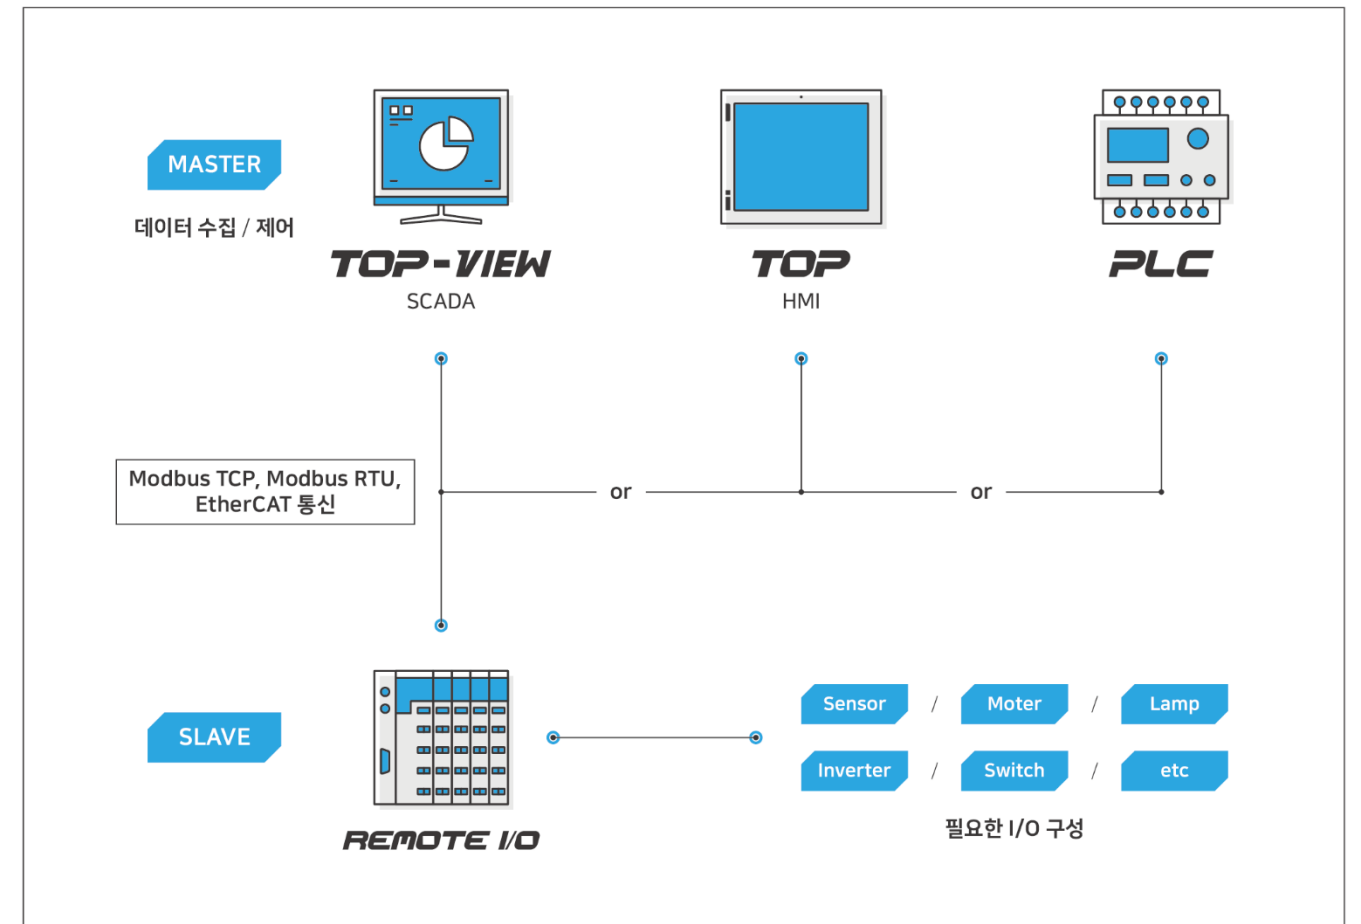 MASTER
데이터 수집 / 제어
TOP-VIEW
SCADA
TOP
HMI
PLC
Modbus TCP, Modbus RTU,
EtherCAT 통신
or
or
SLAVE
REMOTE I/O
Sensor / Moter / Lamp
Inverter / Switch / etc
필요한 I/O 구성